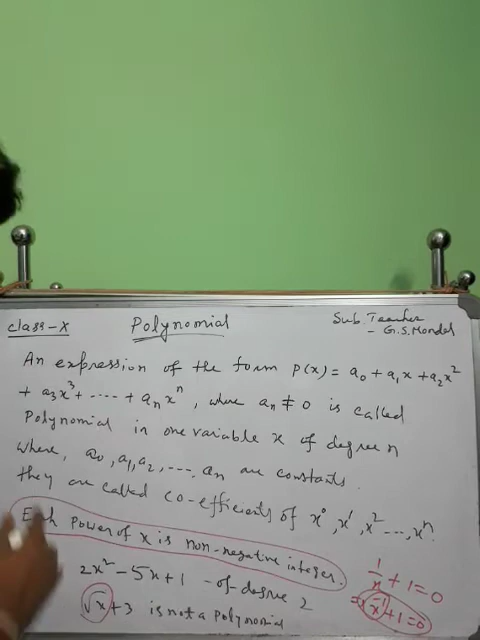 class-X
Polynomial
Sub. Teacher
- G.S. Mondal
An expression of the form P(x) = a₀ + a₁x + a₂x²
+ a₃x³ + ---- + aₙxⁿ, where aₙ ≠ 0 is called
Polynomial in one variable x of degree n
where, a₀, a₁, a₂, ---. aₙ are constants.
they are called co-efficients of x⁰, x¹, x² ---, xⁿ.
Each Power of x is non-negative integer.
2x² - 5x + 1 - of degree 2
√x + 3 is not a Polynomial
1/x + 1 = 0
⇒ x⁻¹ + 1 = 0